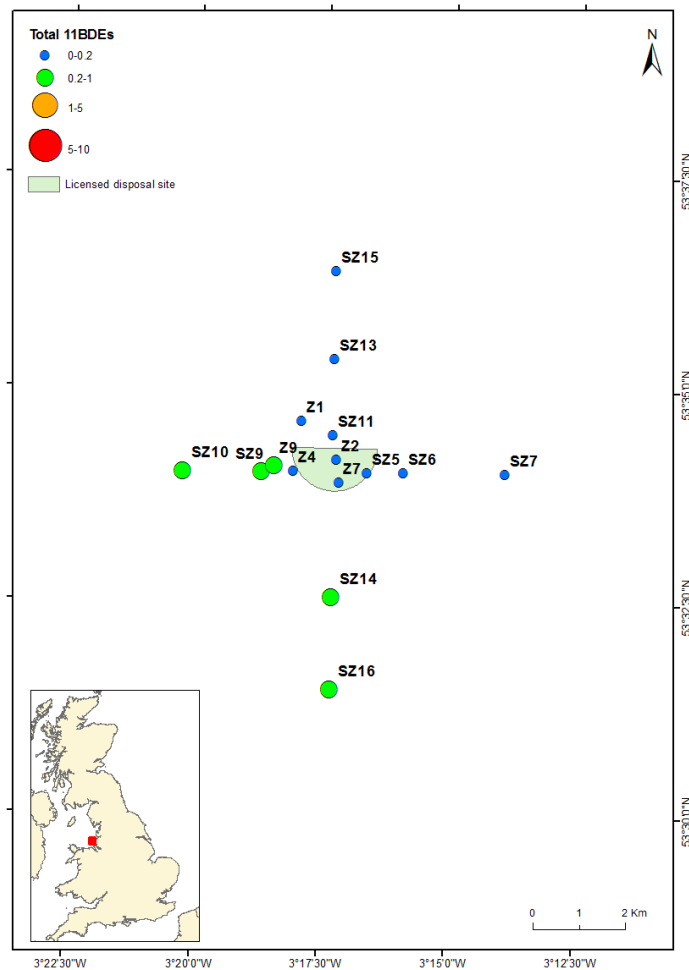 Total 11BDEs
0-0.2
0.2-1
1-5
5-10
Licensed disposal site
N
53°37'30"N
SZ15
SZ13
53°35'0"N
Z1
SZ11
Z9
Z2
SZ10
SZ9
Z4
Z7
SZ5
SZ6
SZ7
SZ14
53°32'30"N
SZ16
53°30'0"N
0 1 2 Km
3°22'30"W 3°20'0"W 3°17'30"W 3°15'0"W 3°12'30"W